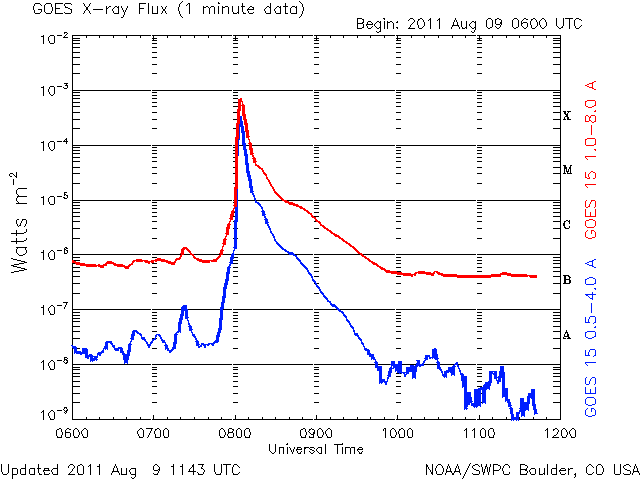 GOES X-ray Flux (1 minute data)
Begin: 2011 Aug 09 0600 UTC
10-2
10-3
10-4
10-5
10-6
10-7
10-8
10-9
Watts m-2
X
M
C
B
A
GOES 15 1.0-8.0 A
GOES 15 0.5-4.0 A
0600 0700 0800 0900 1000 1100 1200
Universal Time
Updated 2011 Aug 9 1143 UTC
NOAA/SWPC Boulder, CO USA